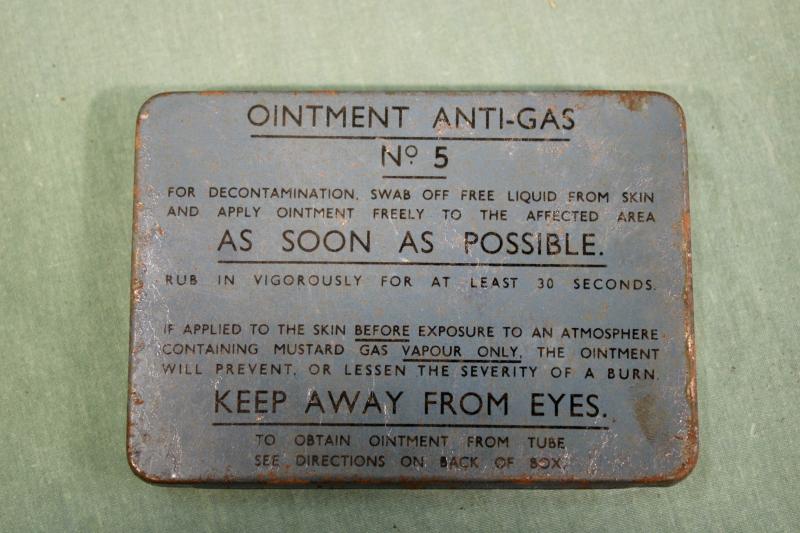 OINTMENT ANTI-GAS
Nº 5
FOR DECONTAMINATION, SWAB OFF FREE LIQUID FROM SKIN
AND APPLY OINTMENT FREELY TO THE AFFECTED AREA
AS SOON AS POSSIBLE.
RUB IN VIGOROUSLY FOR AT LEAST 30 SECONDS.
IF APPLIED TO THE SKIN BEFORE EXPOSURE TO AN ATMOSPHERE
CONTAINING MUSTARD GAS VAPOUR ONLY, THE OINTMENT
WILL PREVENT, OR LESSEN THE SEVERITY OF A BURN.
KEEP AWAY FROM EYES.
TO OBTAIN OINTMENT FROM TUBE
SEE DIRECTIONS ON BACK OF BOX.